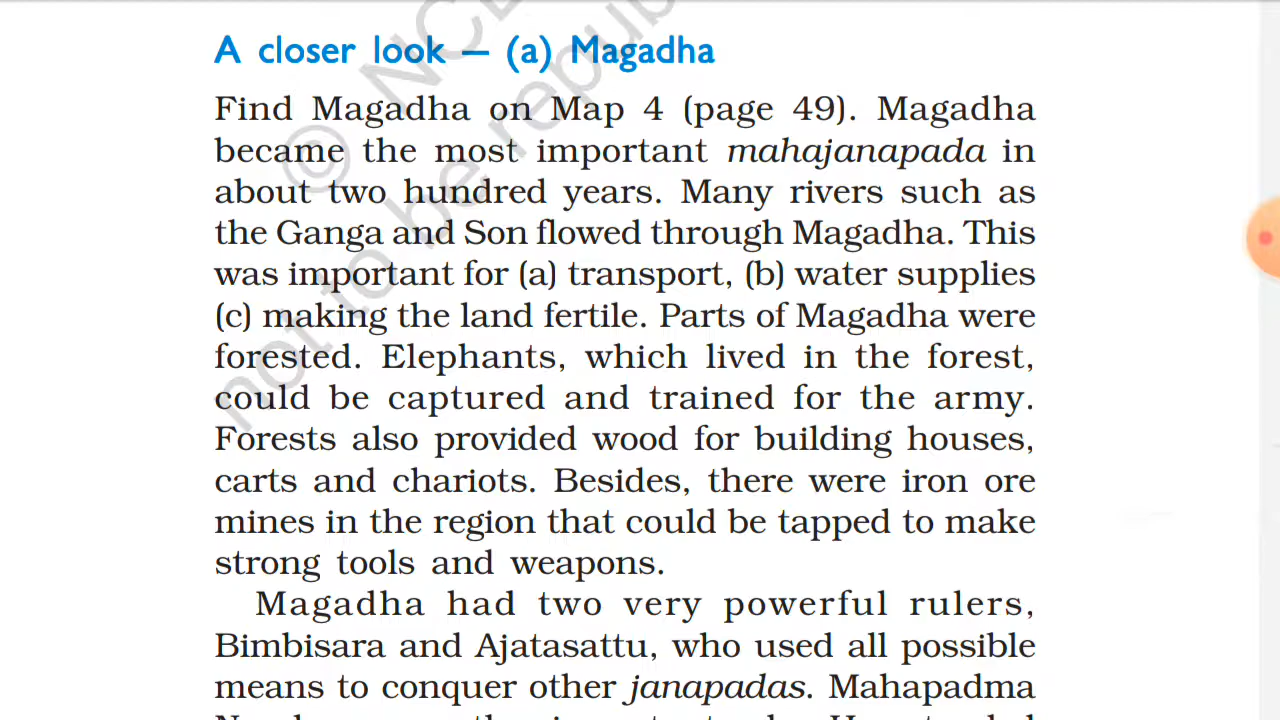 A closer look — (a) Magadha
Find Magadha on Map 4 (page 49). Magadha
became the most important mahajanapada in
about two hundred years. Many rivers such as
the Ganga and Son flowed through Magadha. This
was important for (a) transport, (b) water supplies
(c) making the land fertile. Parts of Magadha were
forested. Elephants, which lived in the forest,
could be captured and trained for the army.
Forests also provided wood for building houses,
carts and chariots. Besides, there were iron ore
mines in the region that could be tapped to make
strong tools and weapons.
Magadha had two very powerful rulers,
Bimbisara and Ajatasattu, who used all possible
means to conquer other janapadas. Mahapadma
© NC
not to be repub